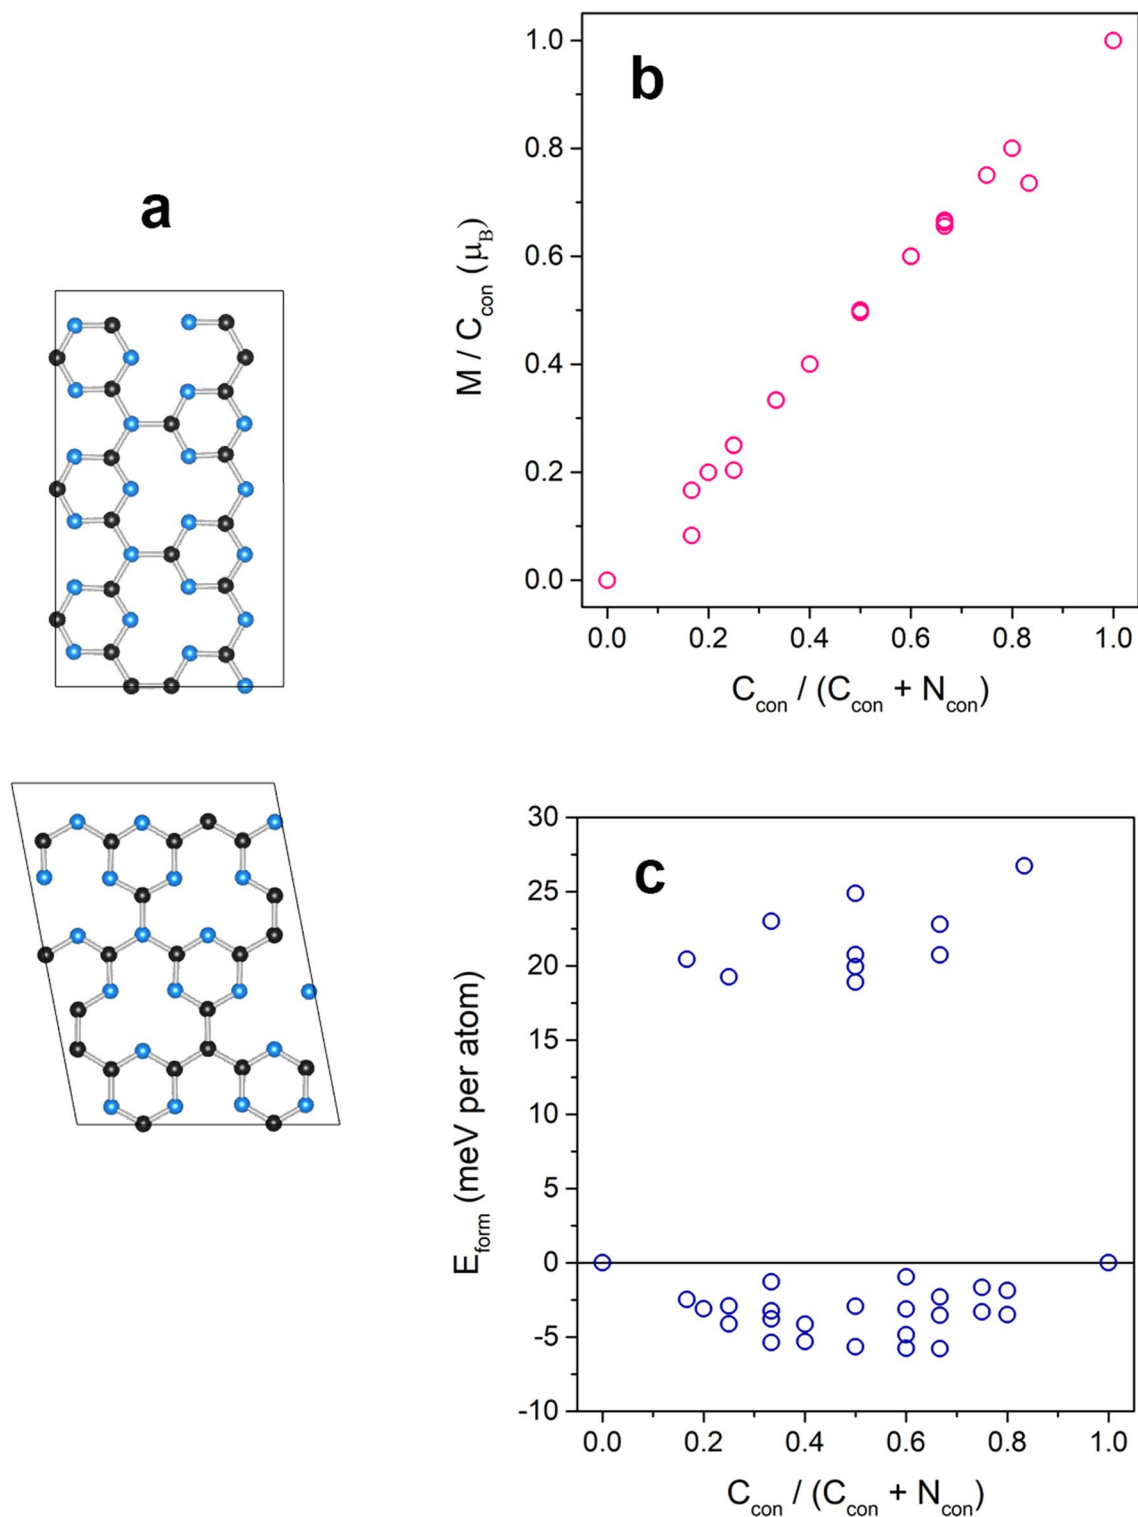 a
b
M / C_con (μ_B)
1.0
0.8
0.6
0.4
0.2
0.0
0.0 0.2 0.4 0.6 0.8 1.0
C_con / (C_con + N_con)
c
E_form (meV per atom)
30
25
20
15
10
5
0
-5
-10
0.0 0.2 0.4 0.6 0.8 1.0
C_con / (C_con + N_con)